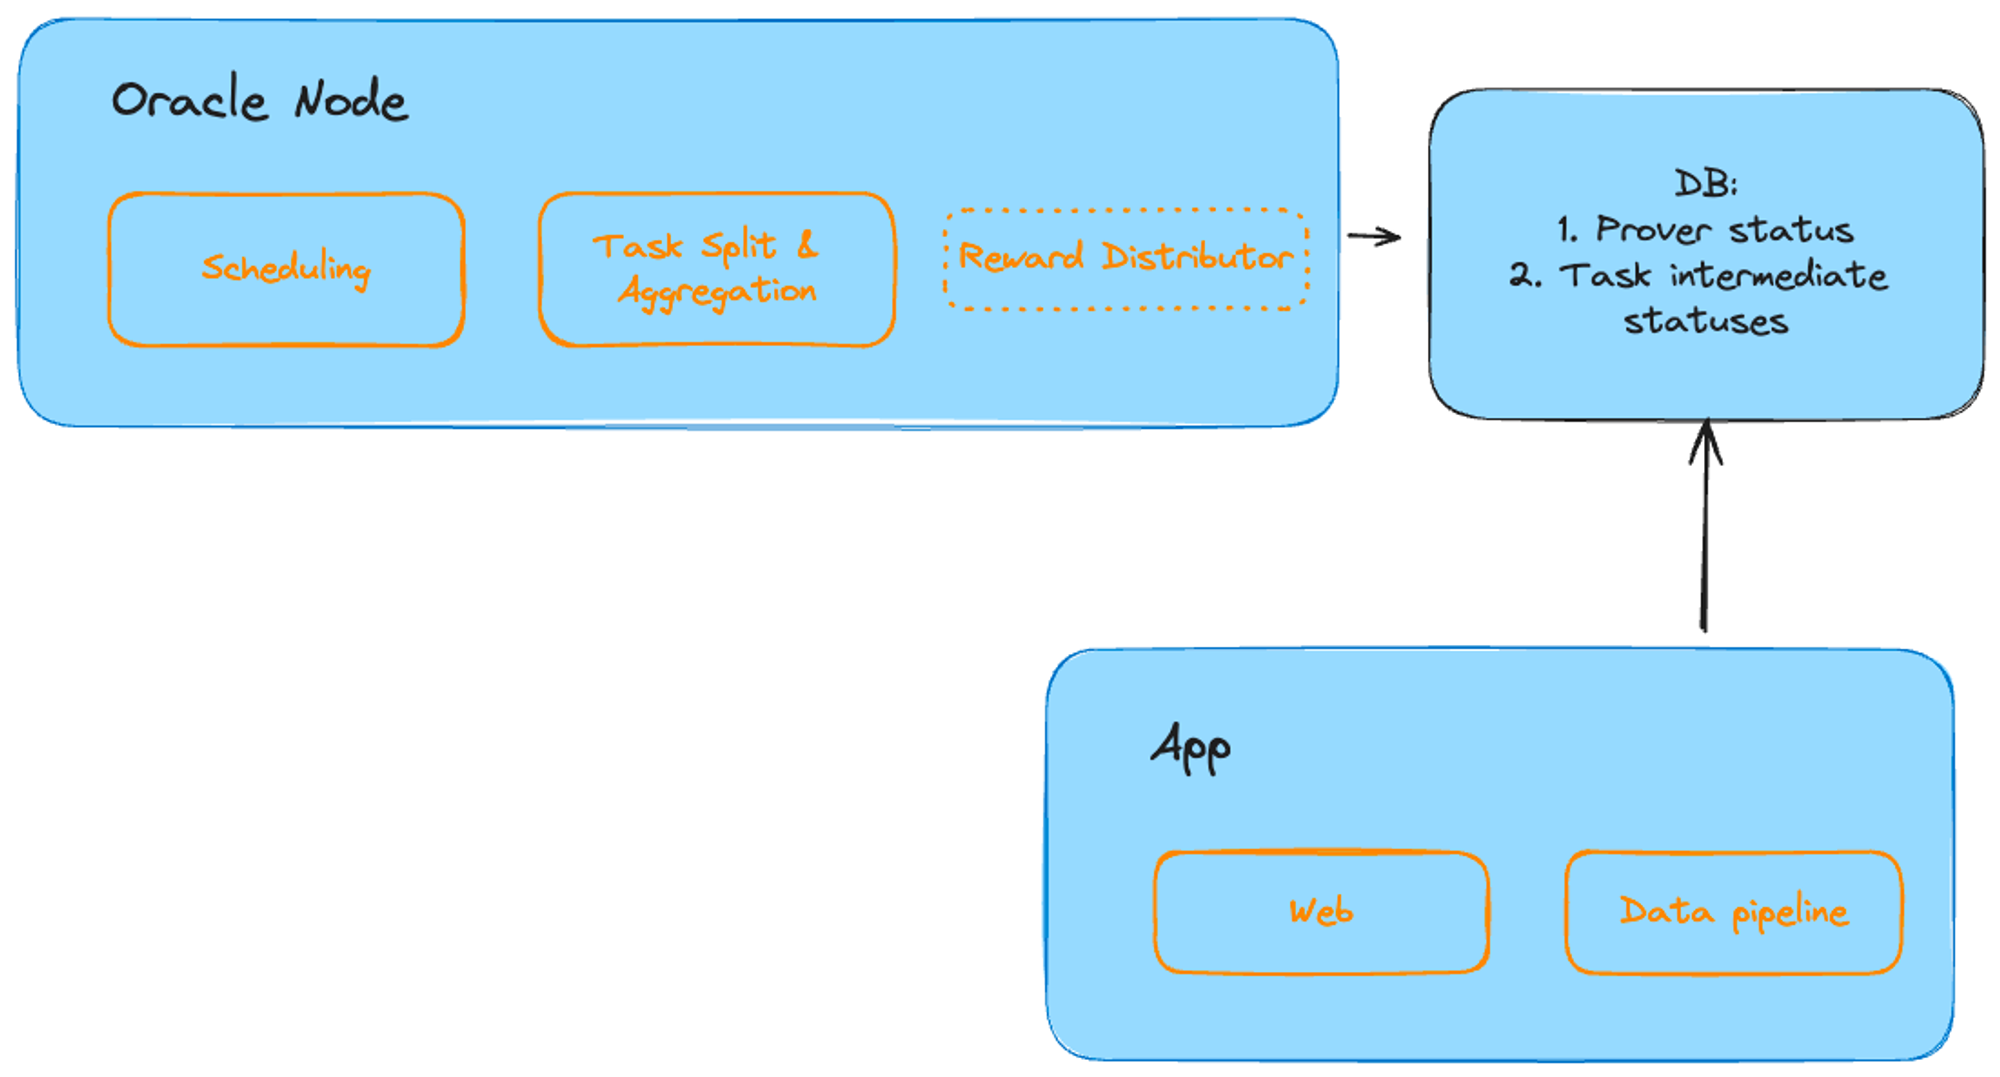 Oracle Node
Scheduling
Task Split &
Aggregation
Reward Distributor
DB:
1. Prover status
2. Task intermediate
statuses
App
Web
Data pipeline